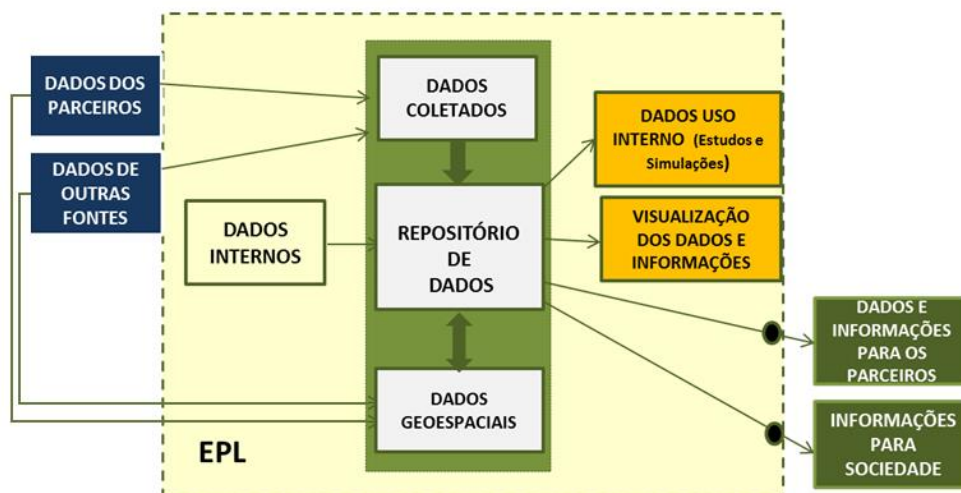 DADOS DOS
PARCEIROS
DADOS DE
OUTRAS
FONTES
DADOS
INTERNOS
DADOS
COLETADOS
REPOSITÓRIO
DE
DADOS
DADOS
GEOESPACIAIS
DADOS USO
INTERNO (Estudos e
Simulações)
VISUALIZAÇÃO
DOS DADOS E
INFORMAÇÕES
DADOS E
INFORMAÇÕES
PARA OS
PARCEIROS
INFORMAÇÕES
PARA
SOCIEDADE
EPL